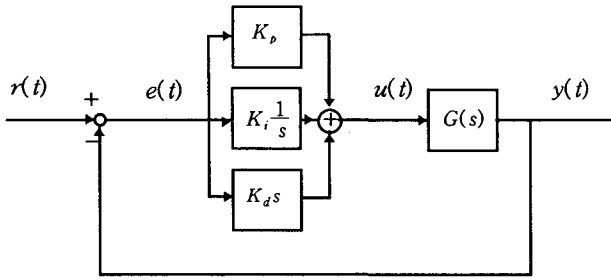 K_p
r(t) + e(t) K_i 1/s + u(t) G(s) y(t)
−
K_d s